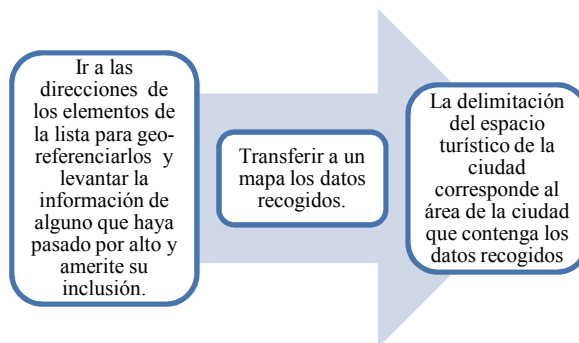 Ir a las
direcciones de
los elementos de
la lista para geo-
referenciarlos y
levantar la
información de
alguno que haya
pasado por alto y
amerite su
inclusión.
Transferir a un
mapa los datos
recogidos.
La delimitación
del espacio
turístico de la
ciudad
corresponde al
área de la ciudad
que contenga los
datos recogidos